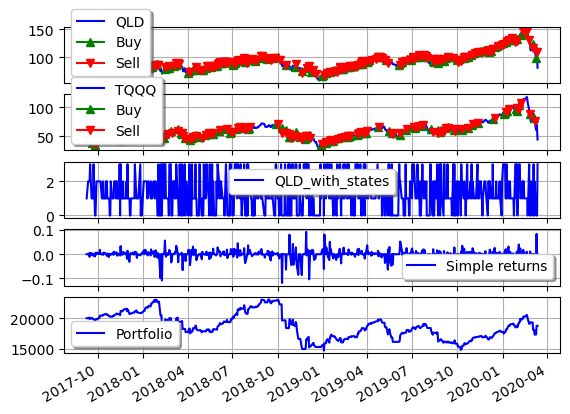 150
100
QLD
Buy
Sell
100
50
TQQQ
Buy
Sell
2
0
QLD_with_states
0.1
0.0
−0.1
Simple returns
20000
15000
Portfolio
2017-10
2018-01
2018-04
2018-07
2018-10
2019-01
2019-04
2019-07
2019-10
2020-01
2020-04